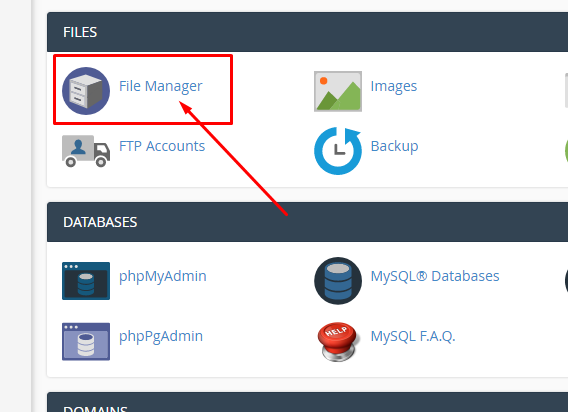 FILES
File Manager
Images
FTP Accounts
Backup
DATABASES
phpMyAdmin
MySQL® Databases
phpPgAdmin
HELP
MySQL F.A.Q.
DOMAINS